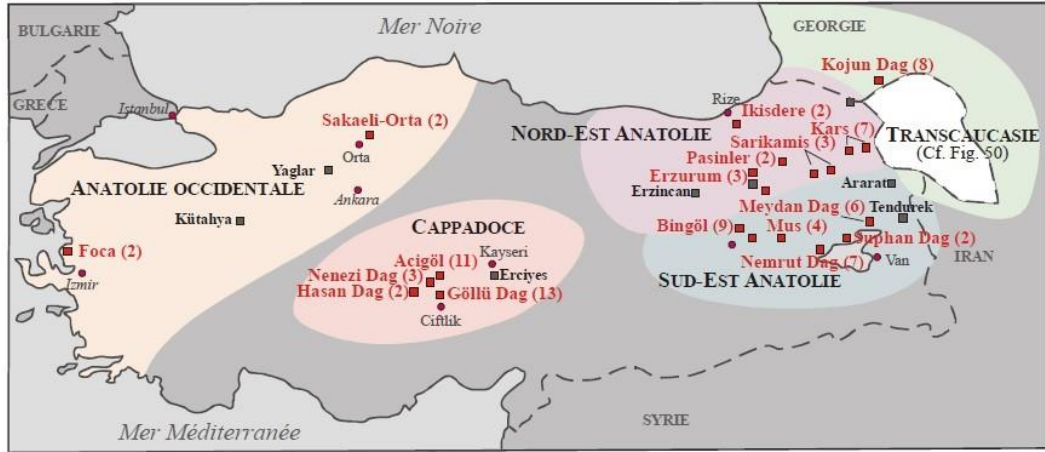 BULGARIE
Mer Noire
GEORGIE
Kojun Dag (8)
GRECE
Istanbul
Rize
Ikisdere (2)
Sakaeli-Orta (2)
NORD-EST ANATOLIE
Kars (7)
TRANSCAUCASIE
(Cf. Fig. 50)
Orta
Sarikamis (3)
Yaglar
Pasinler (2)
Erzurum (3)
ANATOLIE OCCIDENTALE
Ankara
Erzincan
Ararat
Meydan Dag (6)
Tendurek
Kütahya
CAPPADOCE
Bingöl (9)
Mus (4)
Suphan Dag (2)
Foca (2)
Kayseri
IRAN
Acigöl (11)
Nemrut Dag (7)
Van
Izmir
Nenezi Dag (3)
Erciyes
SUD-EST ANATOLIE
Hasan Dag (2)
Göllü Dag (13)
Ciftlik
SYRIE
Mer Méditerranée